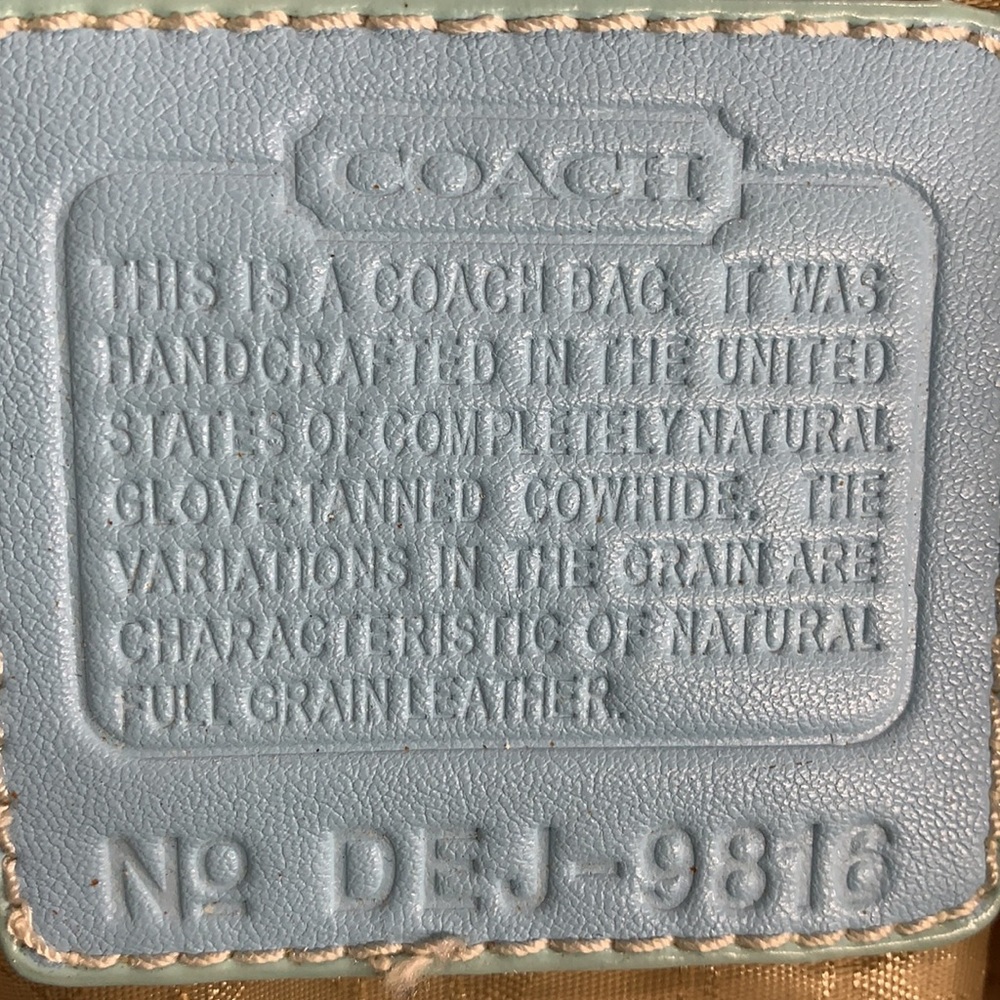 COACH
THIS IS A COACH BAG. IT WAS
HANDCRAFTED IN THE UNITED
STATES OF COMPLETELY NATURAL
GLOVE-TANNED COWHIDE. THE
VARIATIONS IN THE GRAIN ARE
CHARACTERISTIC OF NATURAL
FULL GRAIN LEATHER.
Nº DEJ-9816